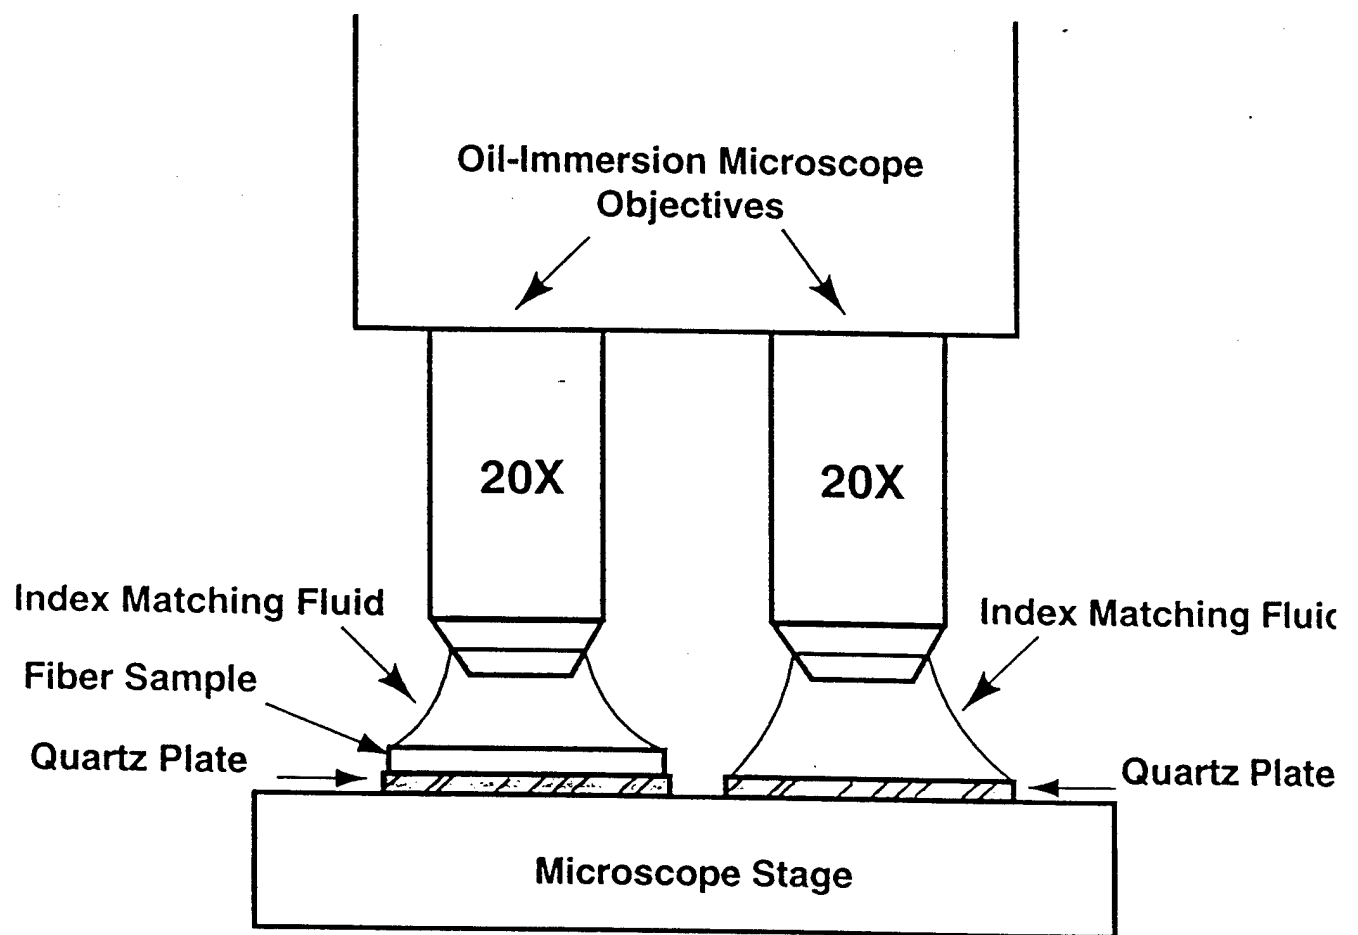 Oil-Immersion Microscope
Objectives
20X
20X
Index Matching Fluid
Index Matching Fluid
Fiber Sample
Quartz Plate
Quartz Plate
Microscope Stage